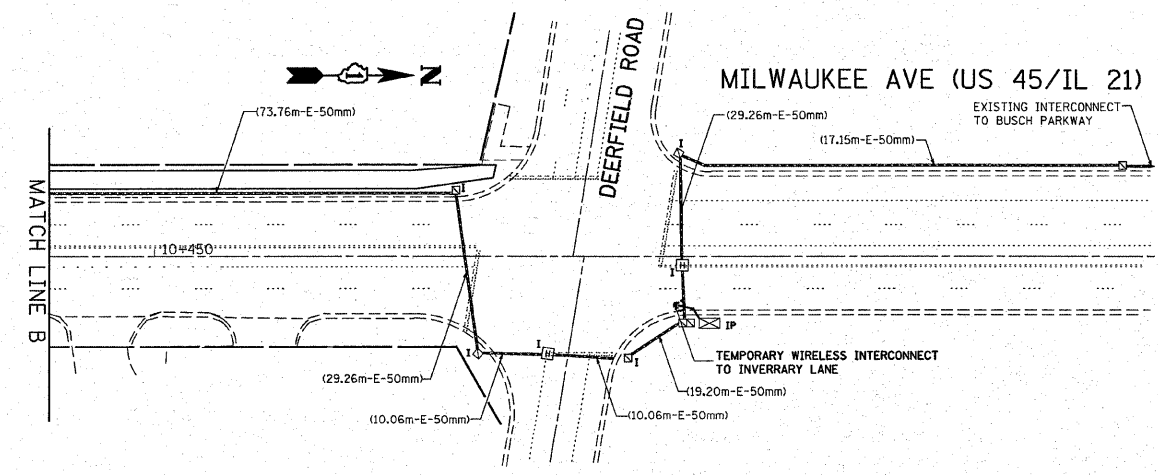 DEERFIELD ROAD
N
MILWAUKEE AVE (US 45/IL 21)
EXISTING INTERCONNECT
TO BUSCH PARKWAY
(73.76m-E-50mm)
(29.26m-E-50mm)
(17.15m-E-50mm)
I
I
MATCH LINE B
10+450
I
H
IP
I
I
H
I
TEMPORARY WIRELESS INTERCONNECT
TO INVERRARY LANE
(29.26m-E-50mm)
(19.20m-E-50mm)
(10.06m-E-50mm)
(10.06m-E-50mm)